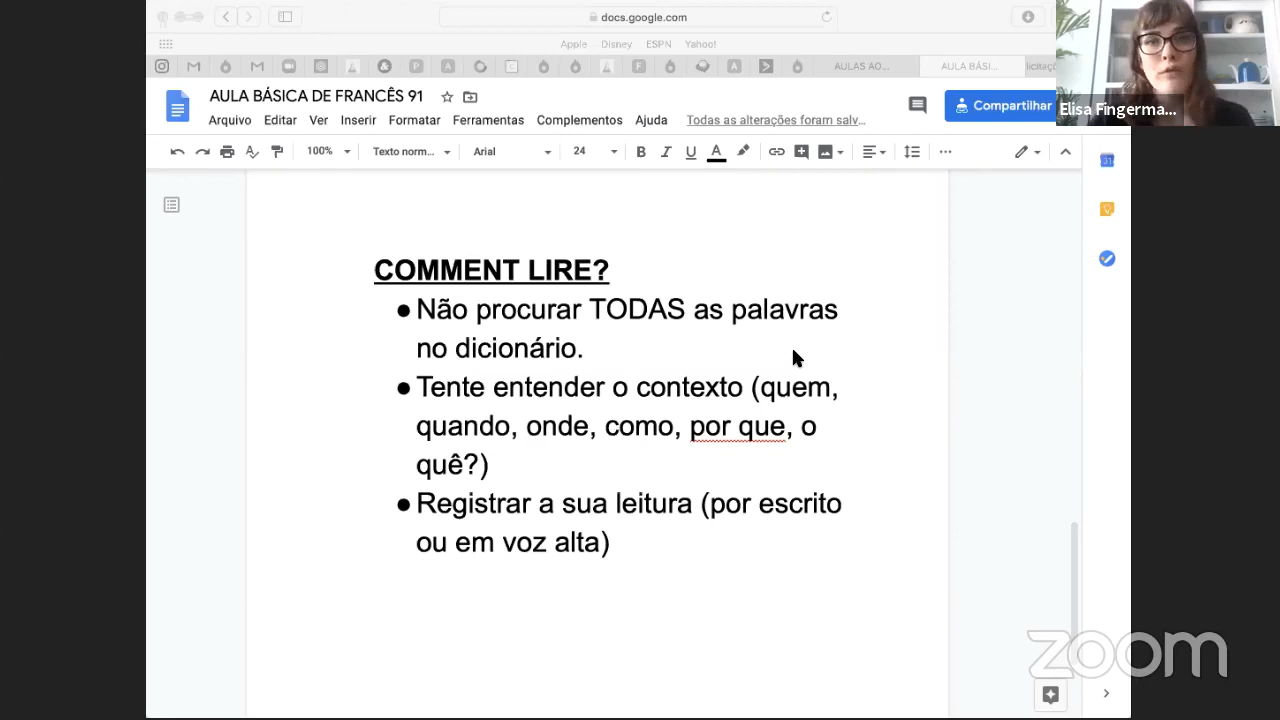 docs.google.com
Apple Disney ESPN Yahoo!
AULAS AO... AULA BÁSI... licitaç
AULA BÁSICA DE FRANCÊS 91
Compartilhar
Elisa Fingerma...
Arquivo Editar Ver Inserir Formatar Ferramentas Complementos Ajuda Todas as alterações foram salv...
100% Texto norm... Arial 24 B I U A
31
COMMENT LIRE?
● Não procurar TODAS as palavras
no dicionário.
● Tente entender o contexto (quem,
quando, onde, como, por que, o
quê?)
● Registrar a sua leitura (por escrito
ou em voz alta)
zoom